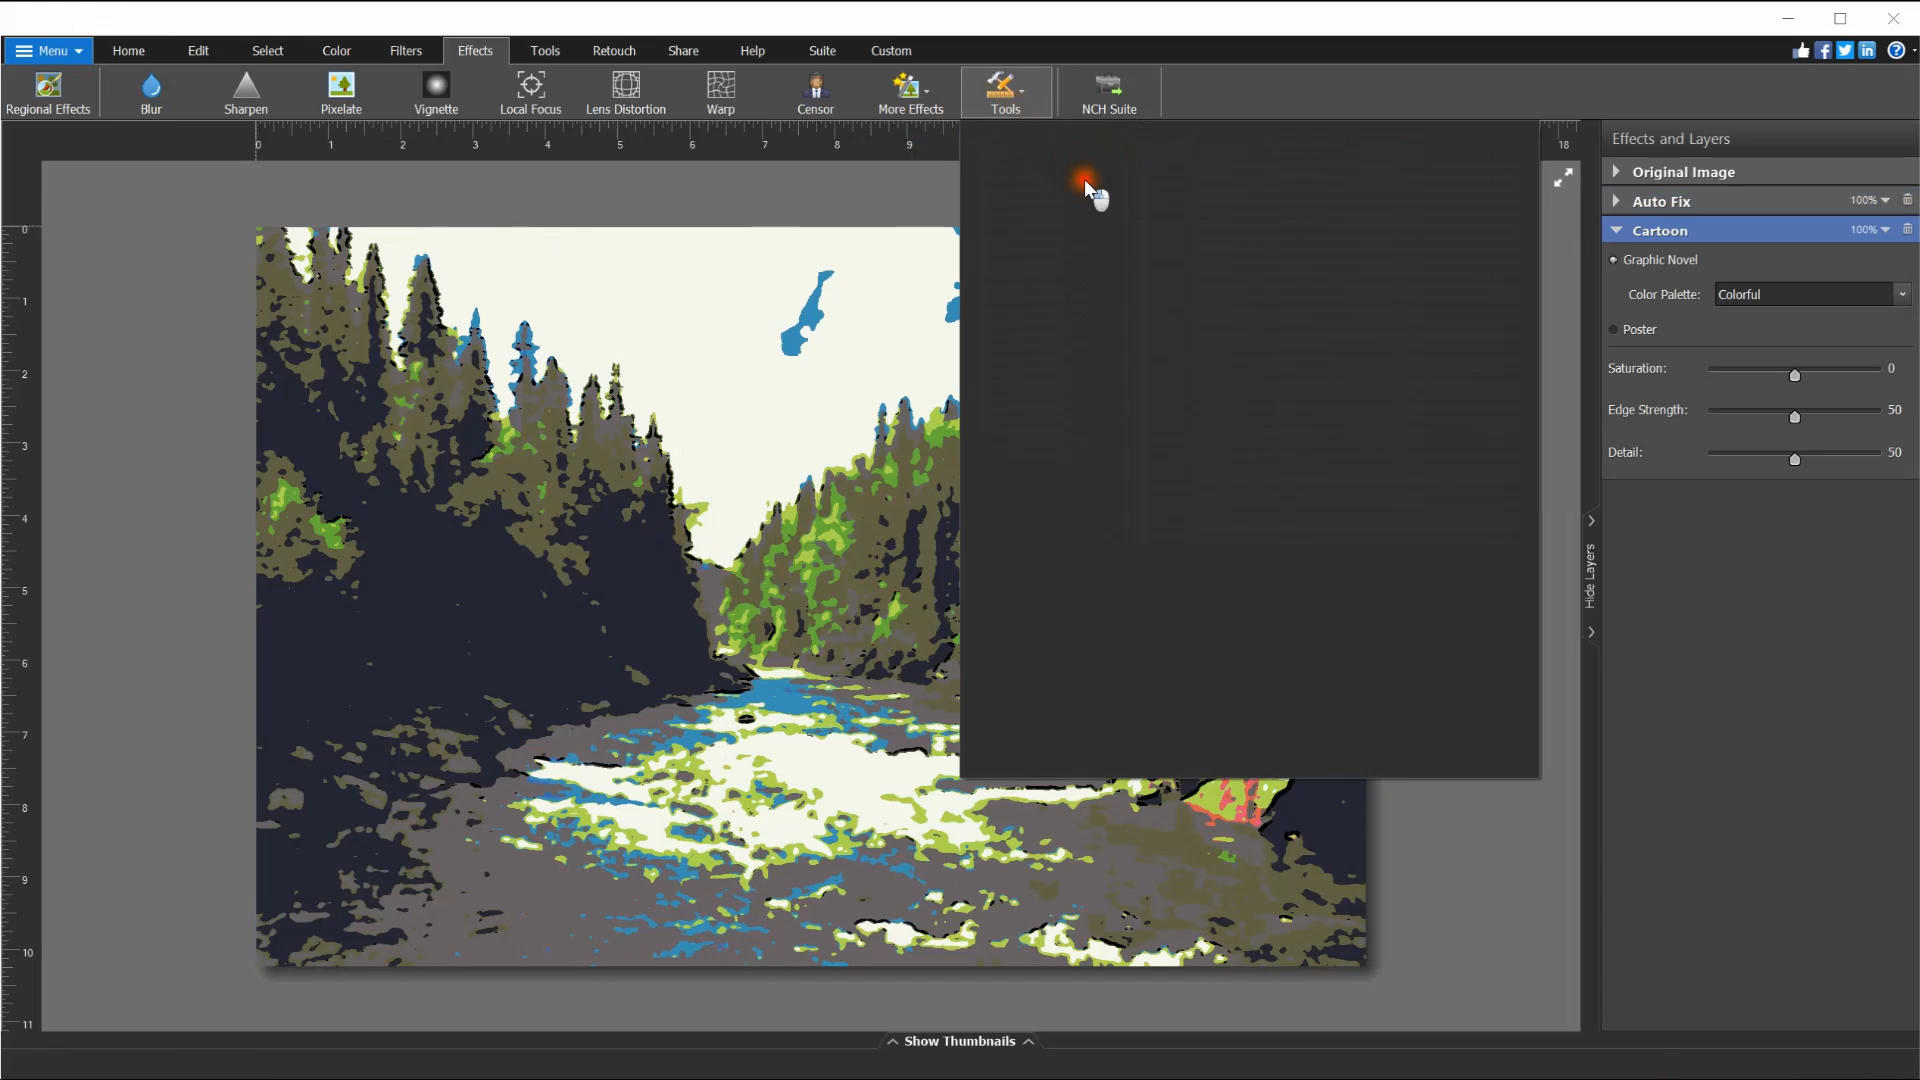 Menu Home Edit Select Color Filters Effects Tools Retouch Share Help Suite Custom
Regional Effects Blur Sharpen Pixelate Vignette Local Focus Lens Distortion Warp Censor More Effects Tools NCH Suite
0 1 2 3 4 5 6 7 8 9 18
0
1
2
3
4
5
6
7
8
9
10
11
Effects and Layers
Original Image
Auto Fix 100%
Cartoon 100%
Graphic Novel
Color Palette: Colorful
Poster
Saturation: 0
Edge Strength: 50
Detail: 50
Hide Layers
Show Thumbnails